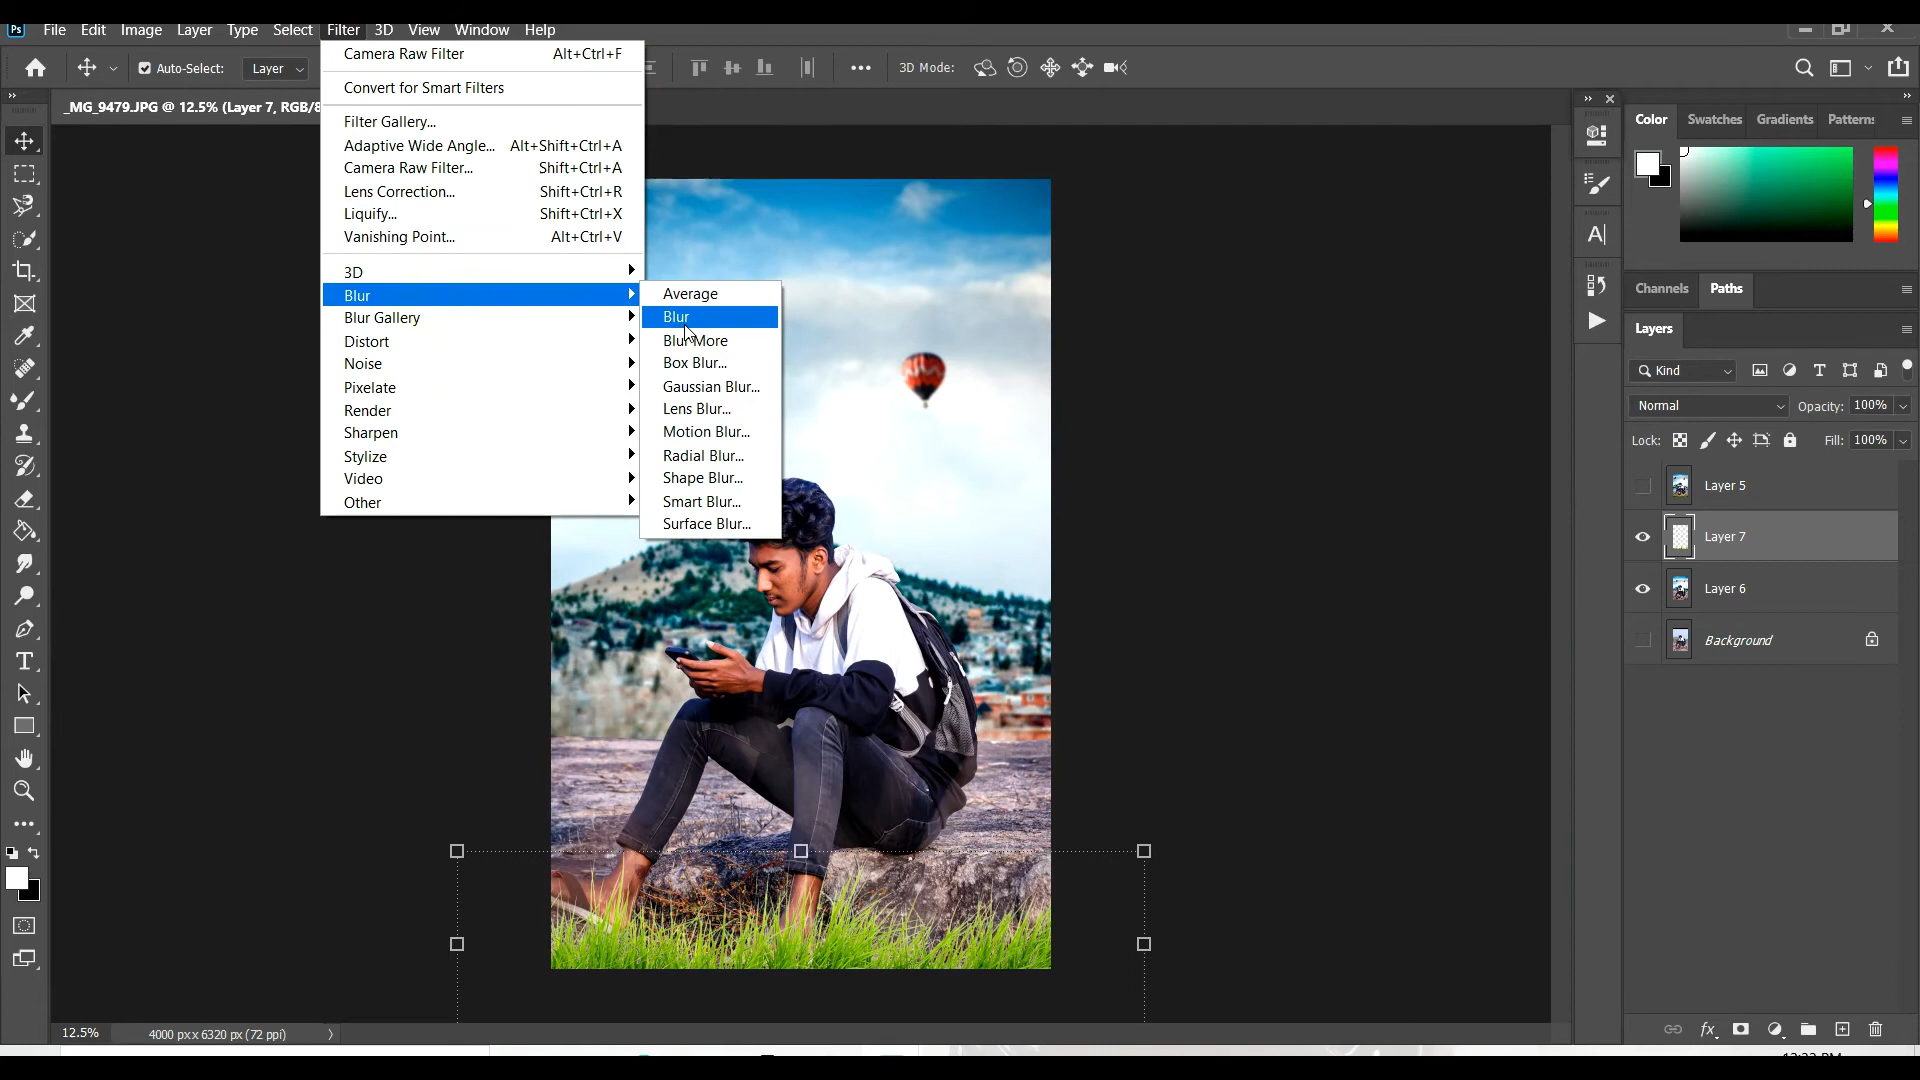 Ps File Edit Image Layer Type Select Filter 3D View Window Help
Auto-Select: Layer 3D Mode:
_MG_9479.JPG @ 12.5% (Layer 7, RGB/8
Camera Raw Filter Alt+Ctrl+F
Convert for Smart Filters
Filter Gallery...
Adaptive Wide Angle... Alt+Shift+Ctrl+A
Camera Raw Filter... Shift+Ctrl+A
Lens Correction... Shift+Ctrl+R
Liquify... Shift+Ctrl+X
Vanishing Point... Alt+Ctrl+V
3D
Blur
Blur Gallery
Distort
Noise
Pixelate
Render
Sharpen
Stylize
Video
Other
Average
Blur
Blur More
Box Blur...
Gaussian Blur...
Lens Blur...
Motion Blur...
Radial Blur...
Shape Blur...
Smart Blur...
Surface Blur...
Color Swatches Gradients Patterns
Channels Paths
Layers
Kind
Normal Opacity: 100%
Lock: Fill: 100%
Layer 5
Layer 7
Layer 6
Background
12.5% 4000 px x 6320 px (72 ppi)